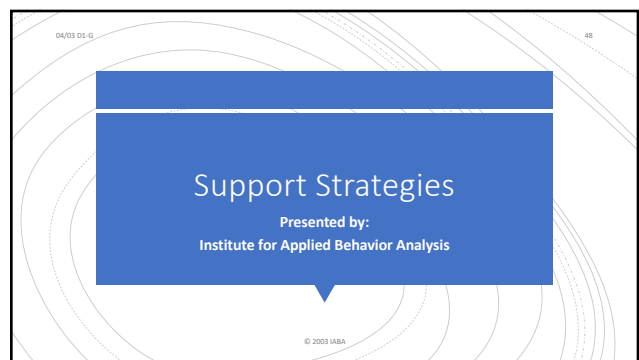 04/03 D1-G 48
Support Strategies
Presented by:
Institute for Applied Behavior Analysis
© 2003 IABA